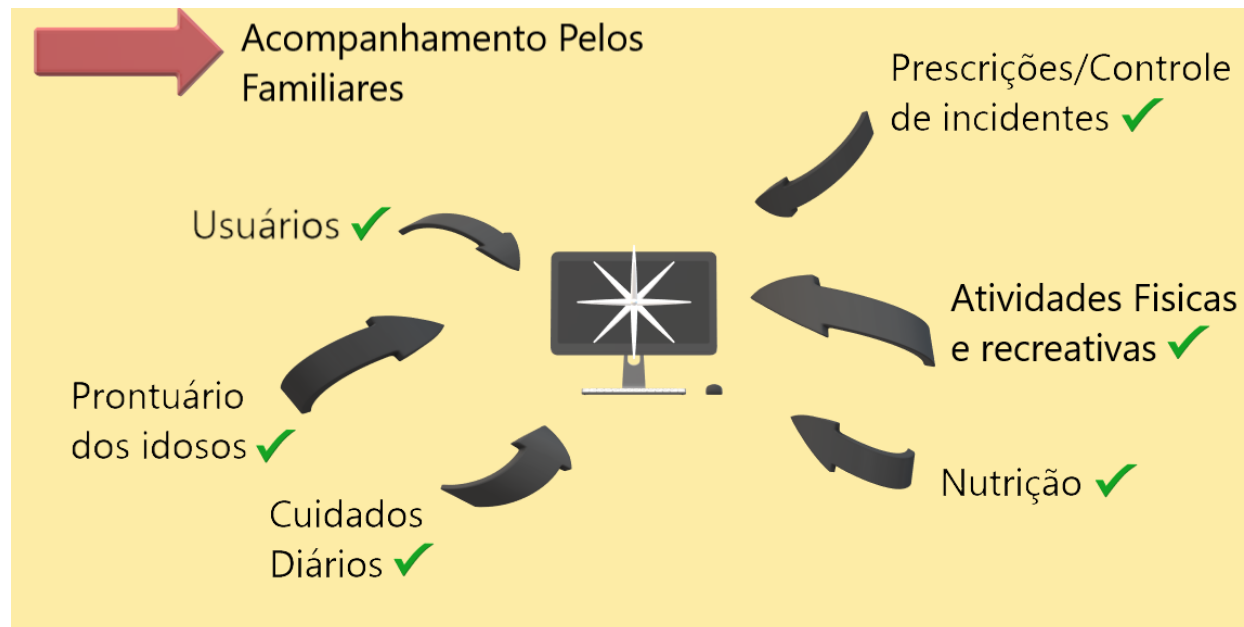 Acompanhamento Pelos
Familiares
Prescrições/Controle
de incidentes
Usuários
Atividades Fisicas
e recreativas
Prontuário
dos idosos
Nutrição
Cuidados
Diários